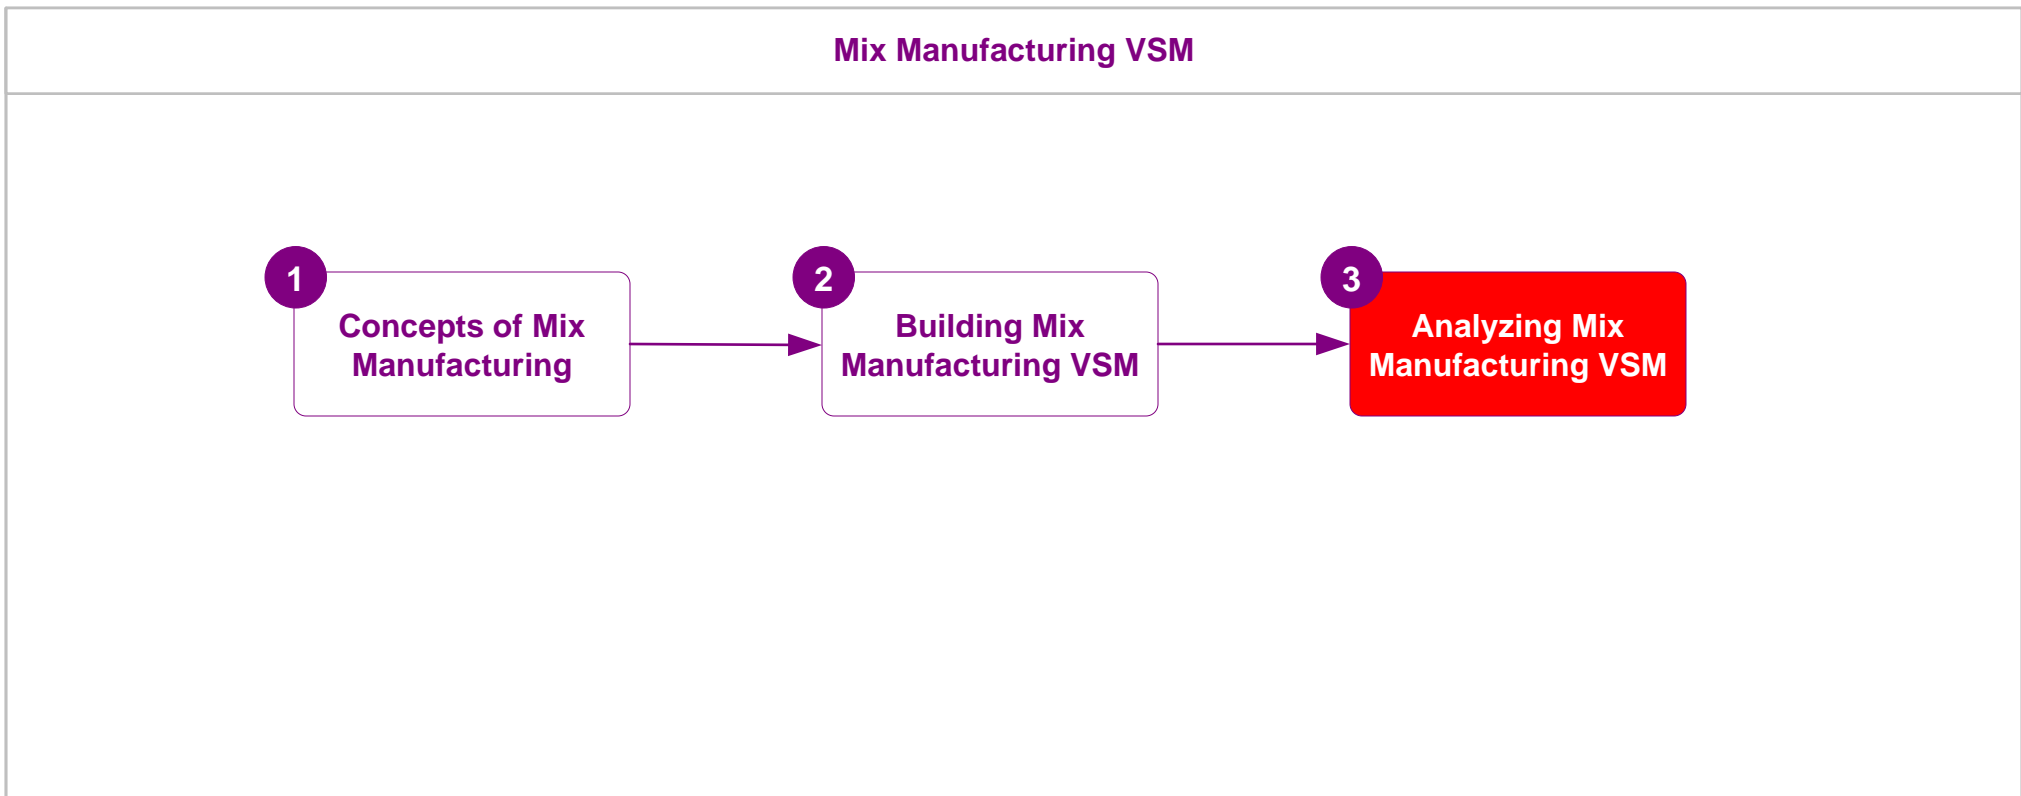 Mix Manufacturing VSM
1
Concepts of Mix
Manufacturing
2
Building Mix
Manufacturing VSM
3
Analyzing Mix
Manufacturing VSM